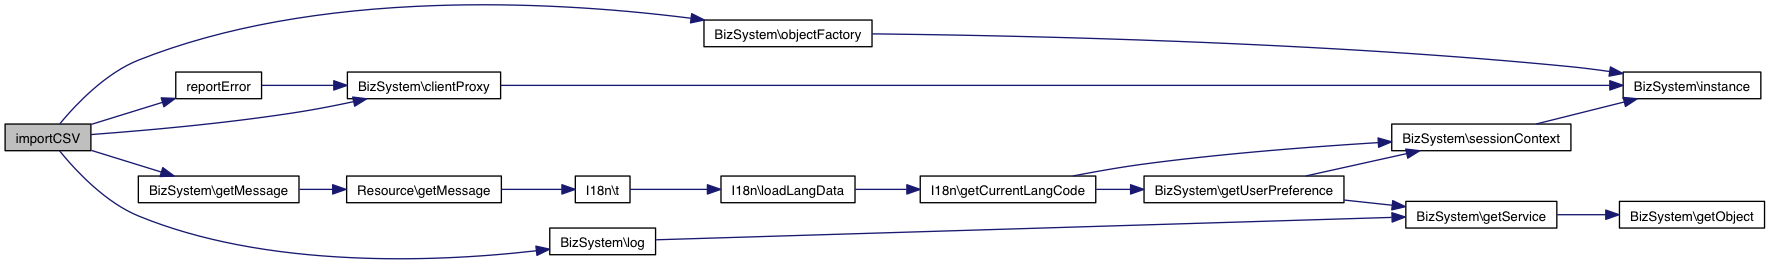 BizSystem\objectFactory
reportError
BizSystem\clientProxy
BizSystem\instance
importCSV
BizSystem\sessionContext
BizSystem\getMessage
Resource\getMessage
I18n\t
I18n\loadLangData
I18n\getCurrentLangCode
BizSystem\getUserPreference
BizSystem\getService
BizSystem\getObject
BizSystem\log